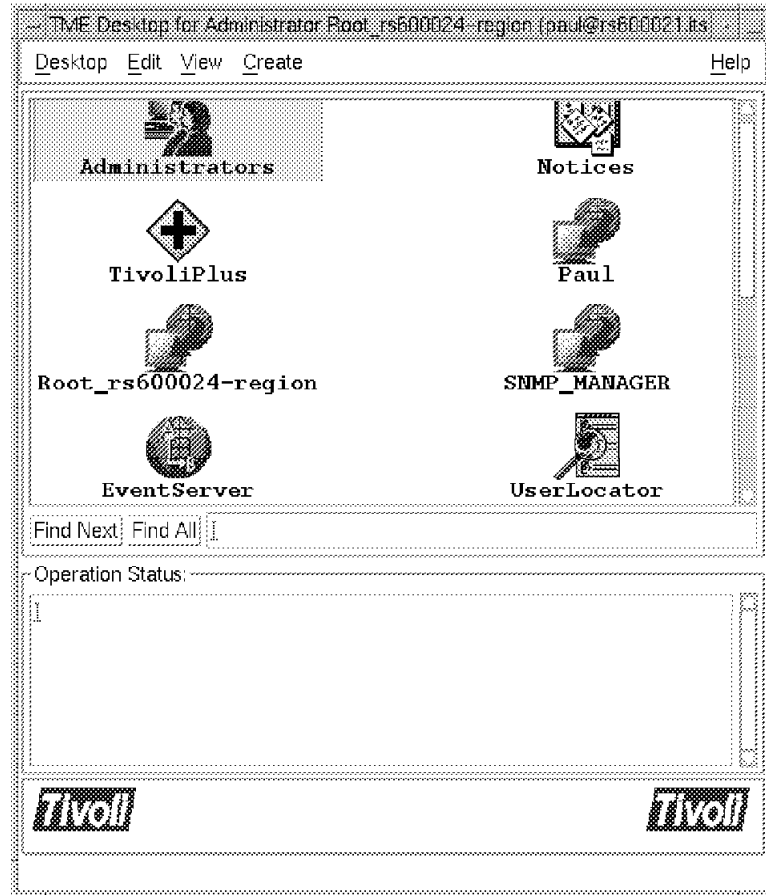 TME Desktop for Administrator Root_rs600024-region (paul@rs600021.its
Desktop Edit View Create Help
Administrators Notices
TivoliPlus Paul
Root_rs600024-region SNMP_MANAGER
EventServer UserLocator
Find Next Find All
Operation Status:
Tivoli Tivoli